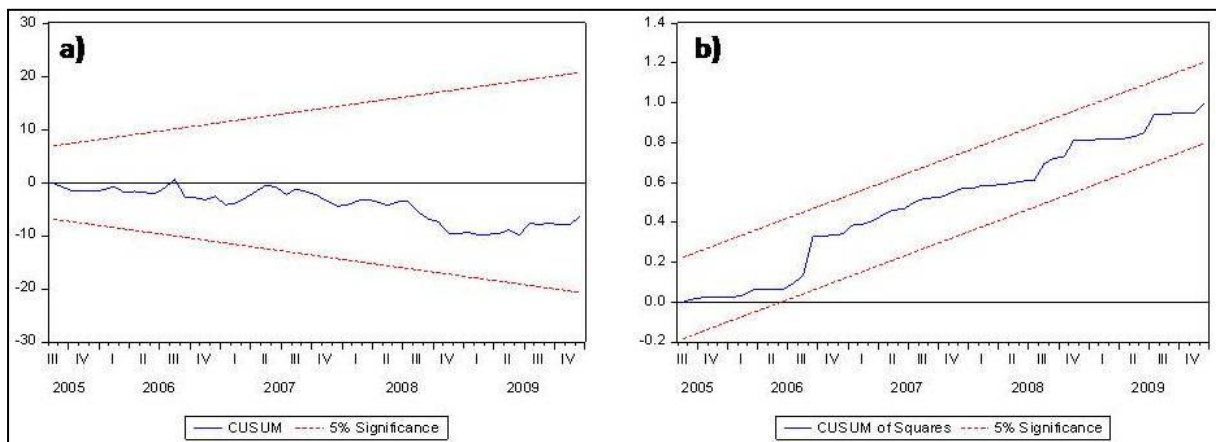 a)
30
20
10
0
-10
-20
-30
III IV I II III IV I II III IV I II III IV I II III IV
2005 2006 2007 2008 2009
CUSUM 5% Significance
b)
1.4
1.2
1.0
0.8
0.6
0.4
0.2
0.0
-0.2
III IV I II III IV I II III IV I II III IV I II III IV
2005 2006 2007 2008 2009
CUSUM of Squares 5% Significance